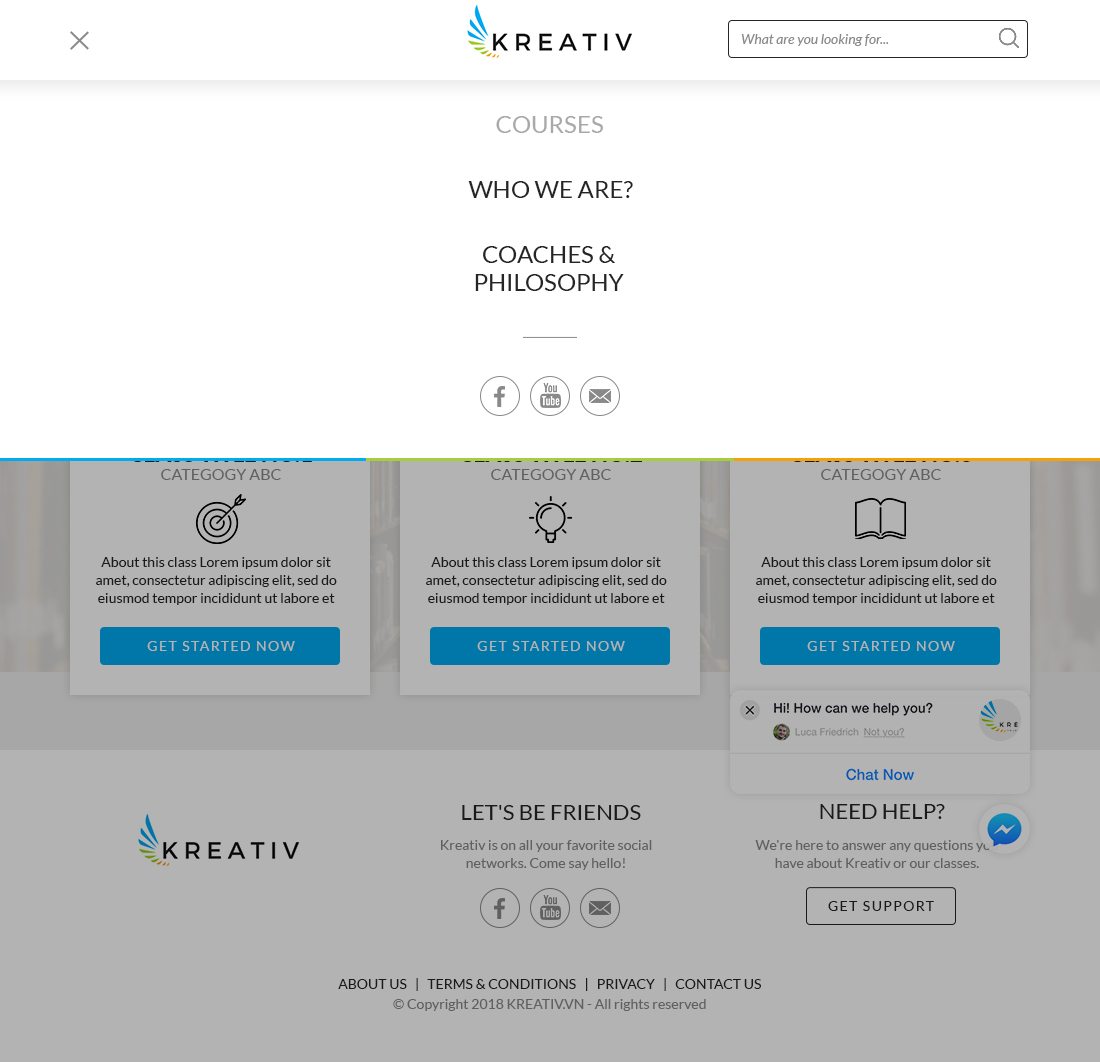 KREATIV
What are you looking for...
COURSES
WHO WE ARE?
COACHES &
PHILOSOPHY
You
Tube
CATEGOGY ABC
CATEGOGY ABC
CATEGOGY ABC
About this class Lorem ipsum dolor sit
amet, consectetur adipiscing elit, sed do
eiusmod tempor incididunt ut labore et
About this class Lorem ipsum dolor sit
amet, consectetur adipiscing elit, sed do
eiusmod tempor incididunt ut labore et
About this class Lorem ipsum dolor sit
amet, consectetur adipiscing elit, sed do
eiusmod tempor incididunt ut labore et
GET STARTED NOW
GET STARTED NOW
GET STARTED NOW
Hi! How can we help you?
Luca Friedrich Not you?
KRE
Chat Now
KREATIV
LET'S BE FRIENDS
Kreativ is on all your favorite social
networks. Come say hello!
You
Tube
NEED HELP?
We're here to answer any questions
have about Kreativ or our classes.
GET SUPPORT
ABOUT US | TERMS & CONDITIONS | PRIVACY | CONTACT US
© Copyright 2018 KREATIV.VN - All rights reserved